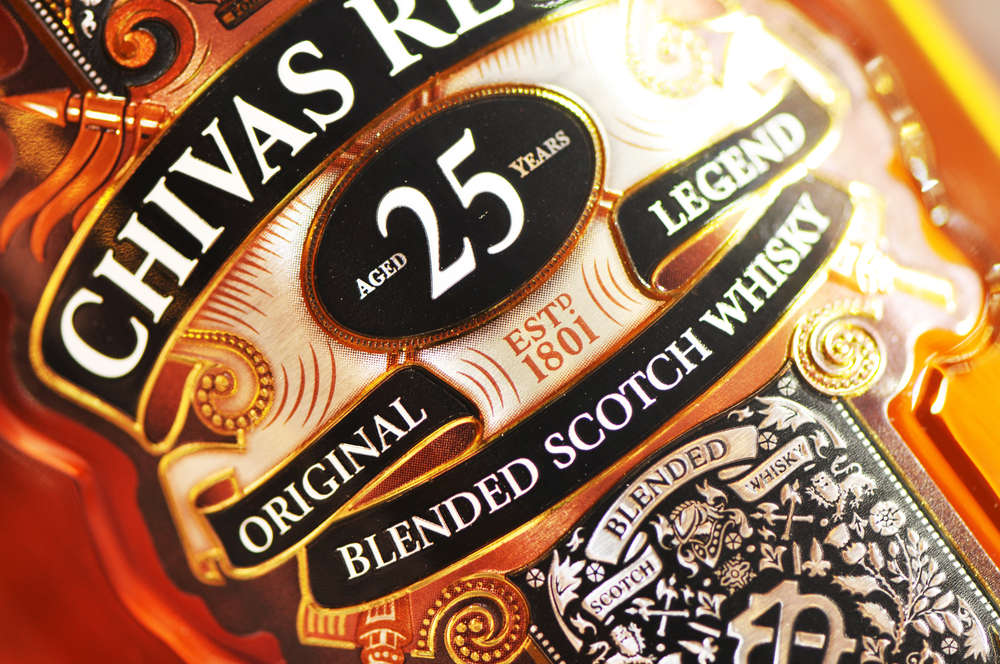 CHIVAS RE
AGED 25 YEARS
ORIGINAL LEGEND
ESTD
1801
BLENDED SCOTCH WHISKY
BLENDED
SCOTCH WHISKY